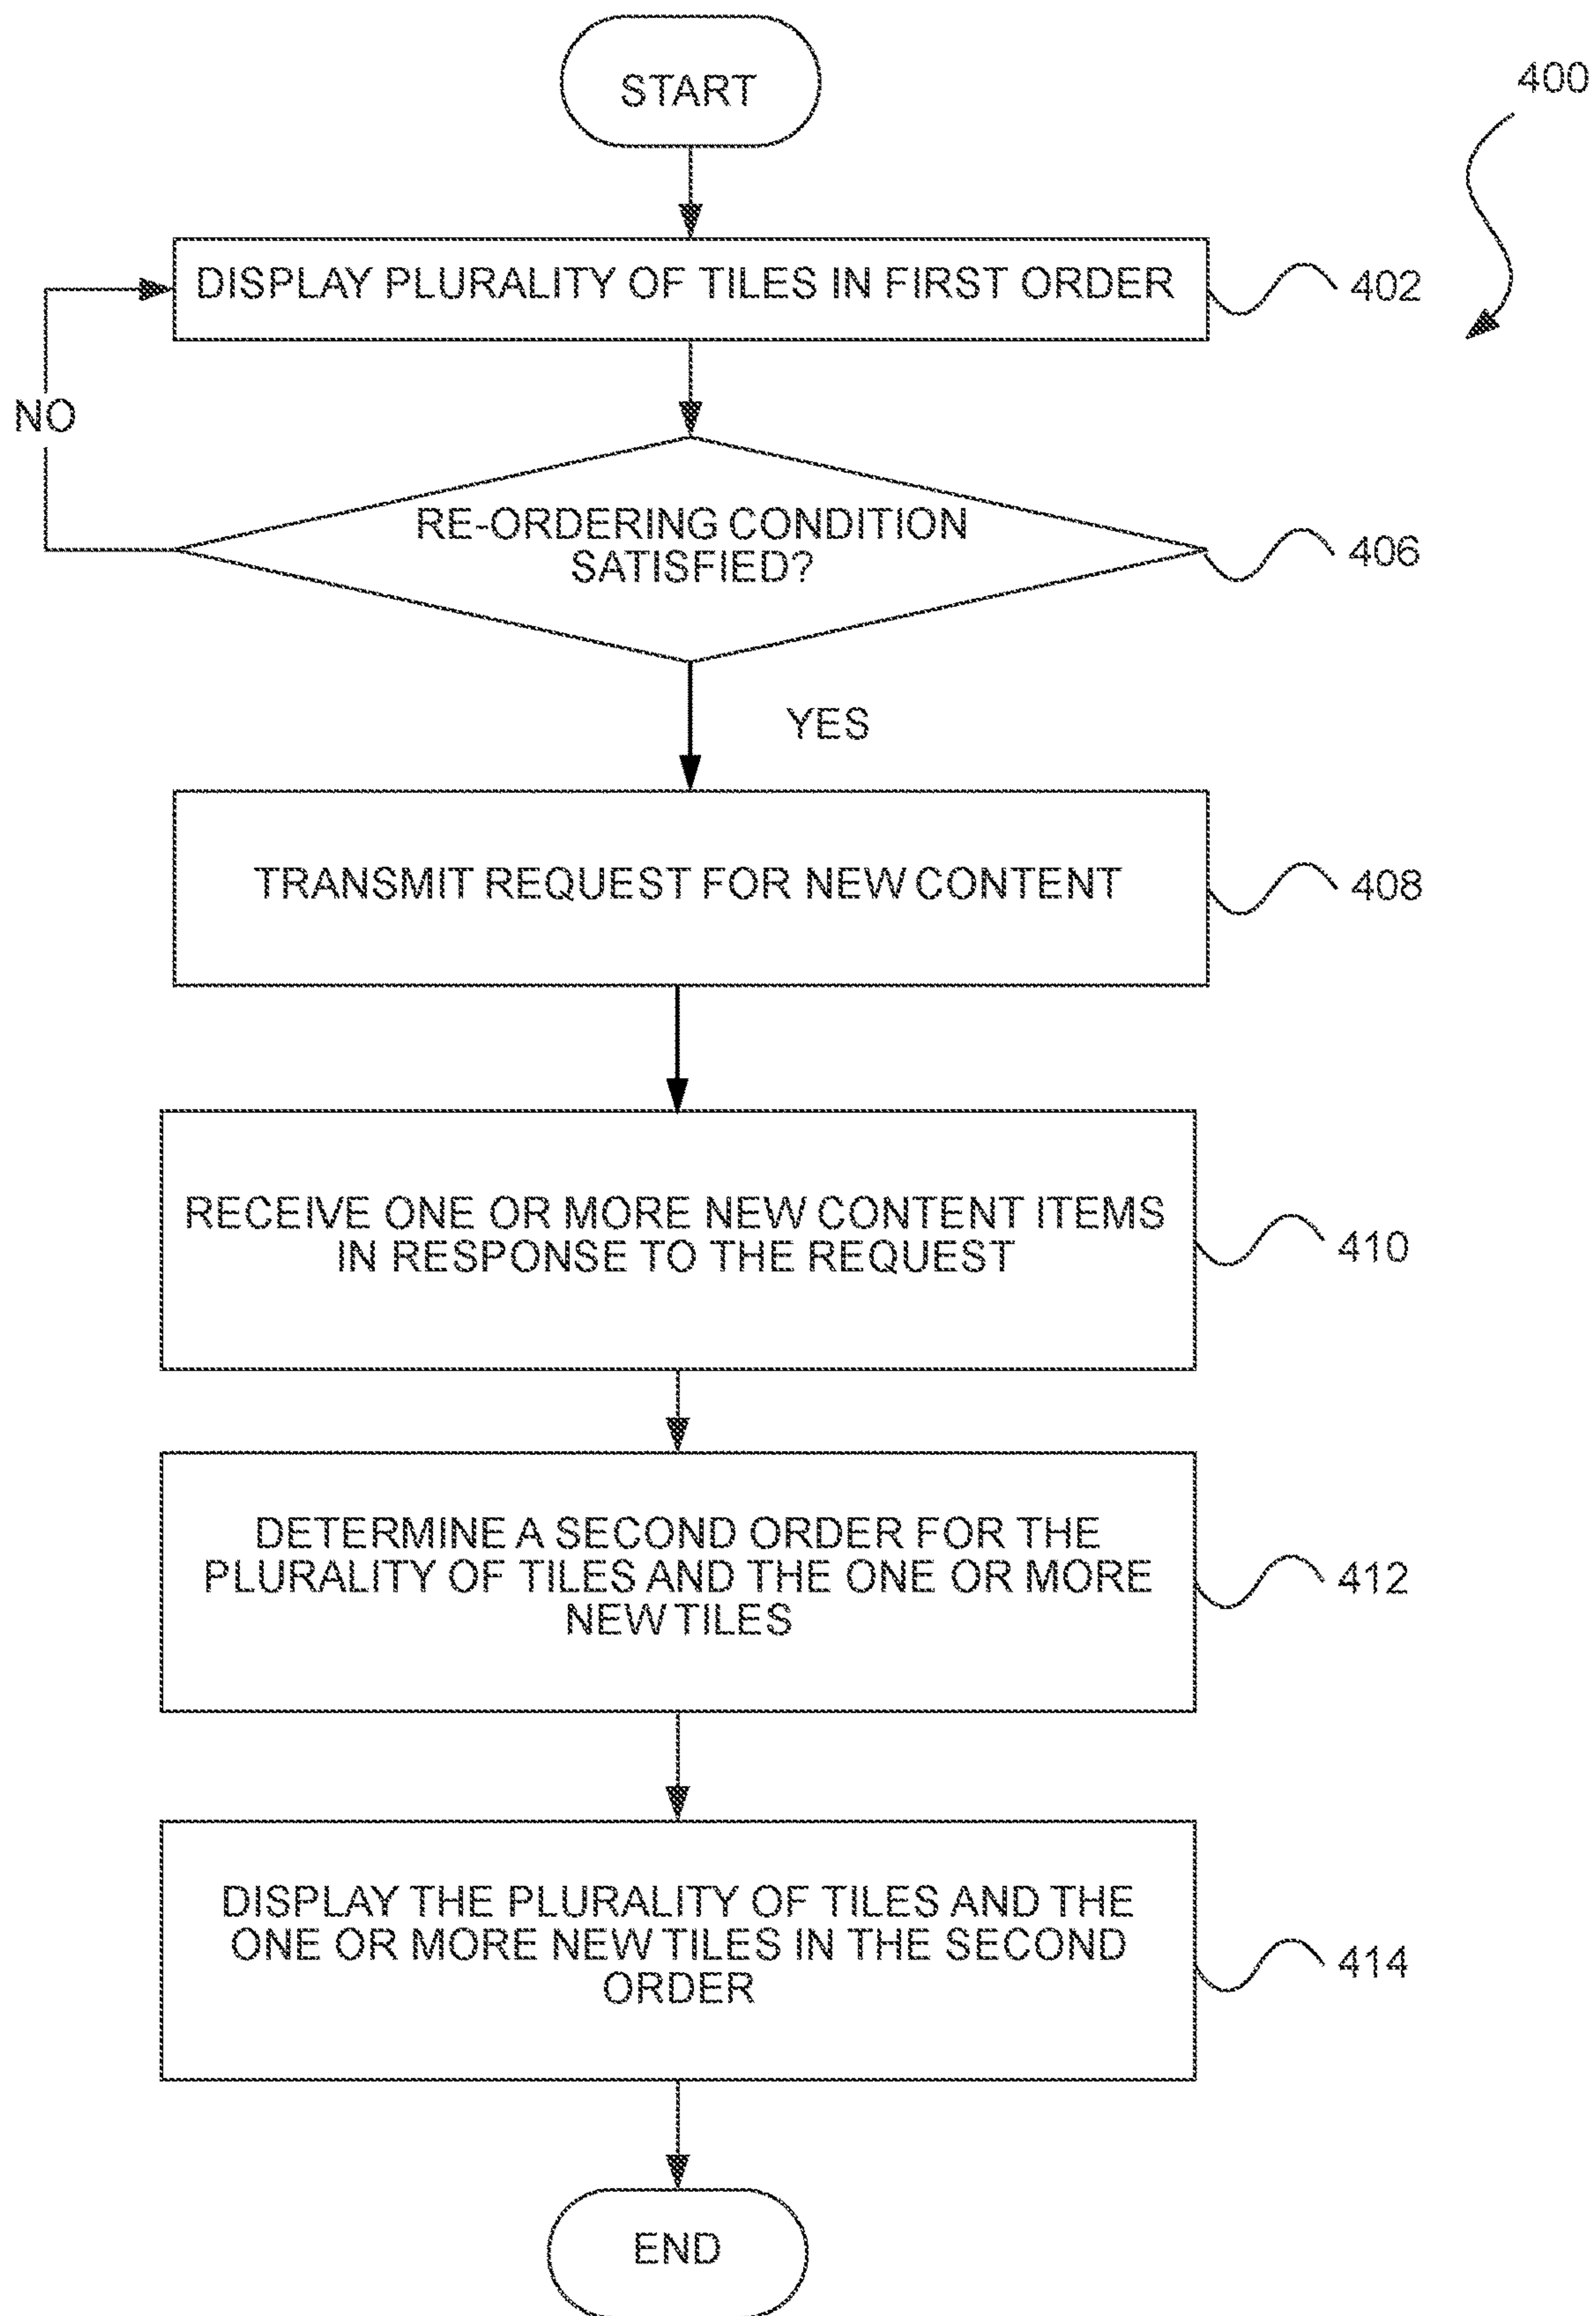 START
400
DISPLAY PLURALITY OF TILES IN FIRST ORDER
402
NO
RE-ORDERING CONDITION
SATISFIED?
406
YES
TRANSMIT REQUEST FOR NEW CONTENT
408
RECEIVE ONE OR MORE NEW CONTENT ITEMS
IN RESPONSE TO THE REQUEST
410
DETERMINE A SECOND ORDER FOR THE
PLURALITY OF TILES AND THE ONE OR MORE
NEW TILES
412
DISPLAY THE PLURALITY OF TILES AND THE
ONE OR MORE NEW TILES IN THE SECOND
ORDER
414
END